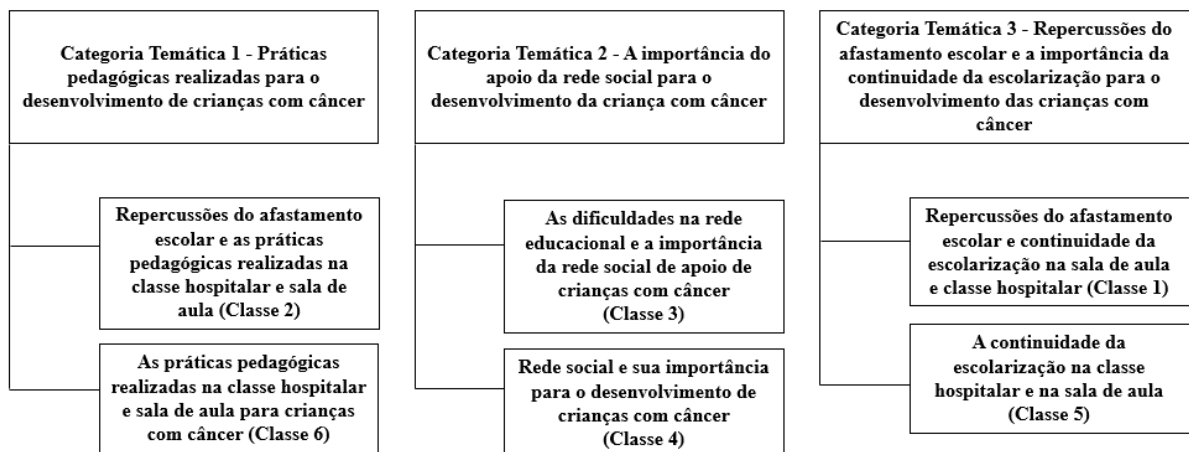 Categoria Temática 1 - Práticas
pedagógicas realizadas para o
desenvolvimento de crianças com câncer
Repercussões do afastamento
escolar e as práticas
pedagógicas realizadas na
classe hospitalar e sala de
aula (Classe 2)
As práticas pedagógicas
realizadas na classe hospitalar
e sala de aula para crianças
com câncer (Classe 6)
Categoria Temática 2 - A importância do
apoio da rede social para o
desenvolvimento da criança com câncer
As dificuldades na rede
educacional e a importância
da rede social de apoio de
crianças com câncer
(Classe 3)
Rede social e sua importância
para o desenvolvimento de
crianças com câncer
(Classe 4)
Categoria Temática 3 - Repercussões do
afastamento escolar e a importância da
continuidade da escolarização para o
desenvolvimento das crianças com
câncer
Repercussões do afastamento
escolar e continuidade da
escolarização na sala de aula
e classe hospitalar (Classe 1)
A continuidade da
escolarização na classe
hospitalar e na sala de aula
(Classe 5)